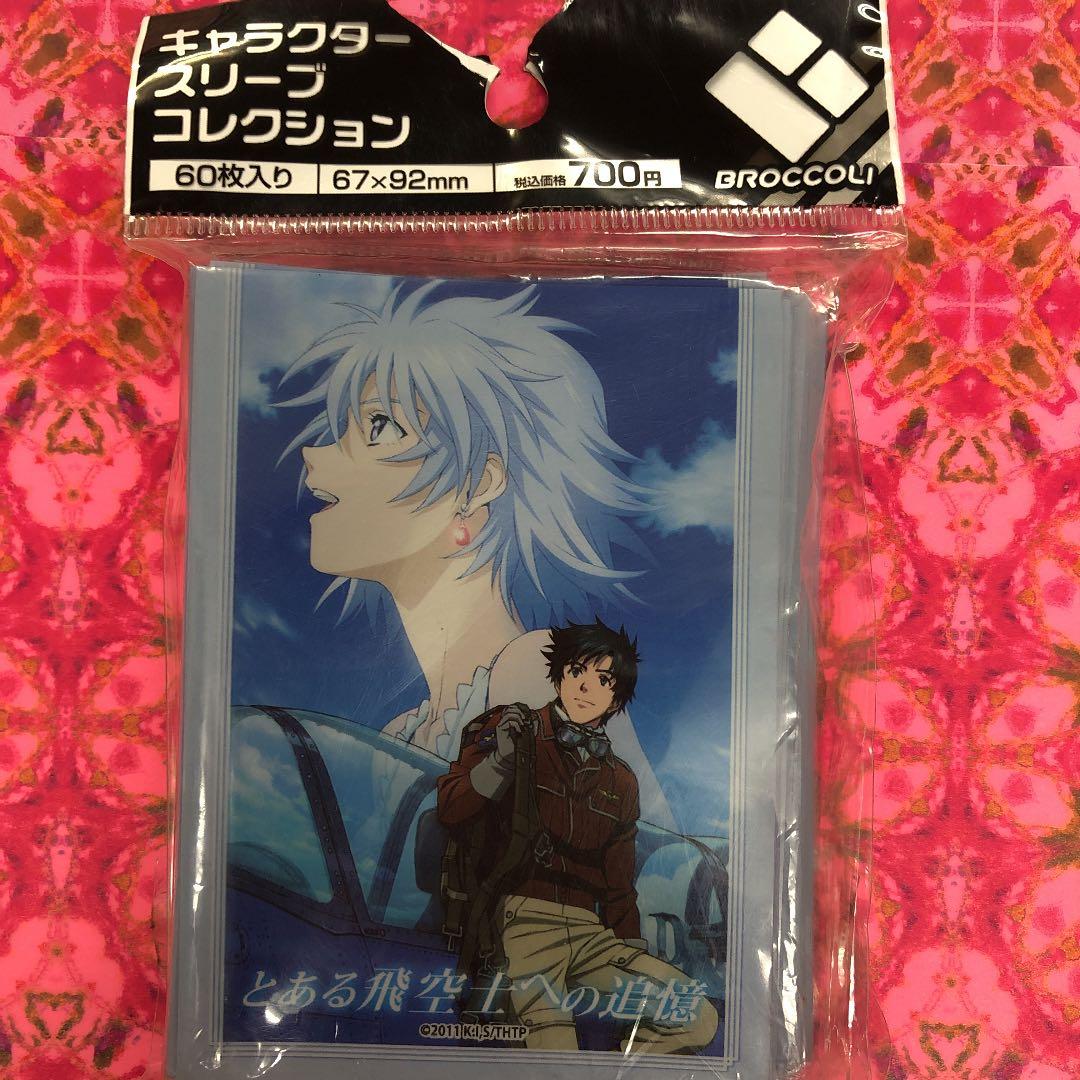 キャラクター
スリーブ
コレクション
60枚入り
67×92mm
税込価格 700円
BROCCOLI
とある飛空士への追憶
©2011 K.I,S/THTP